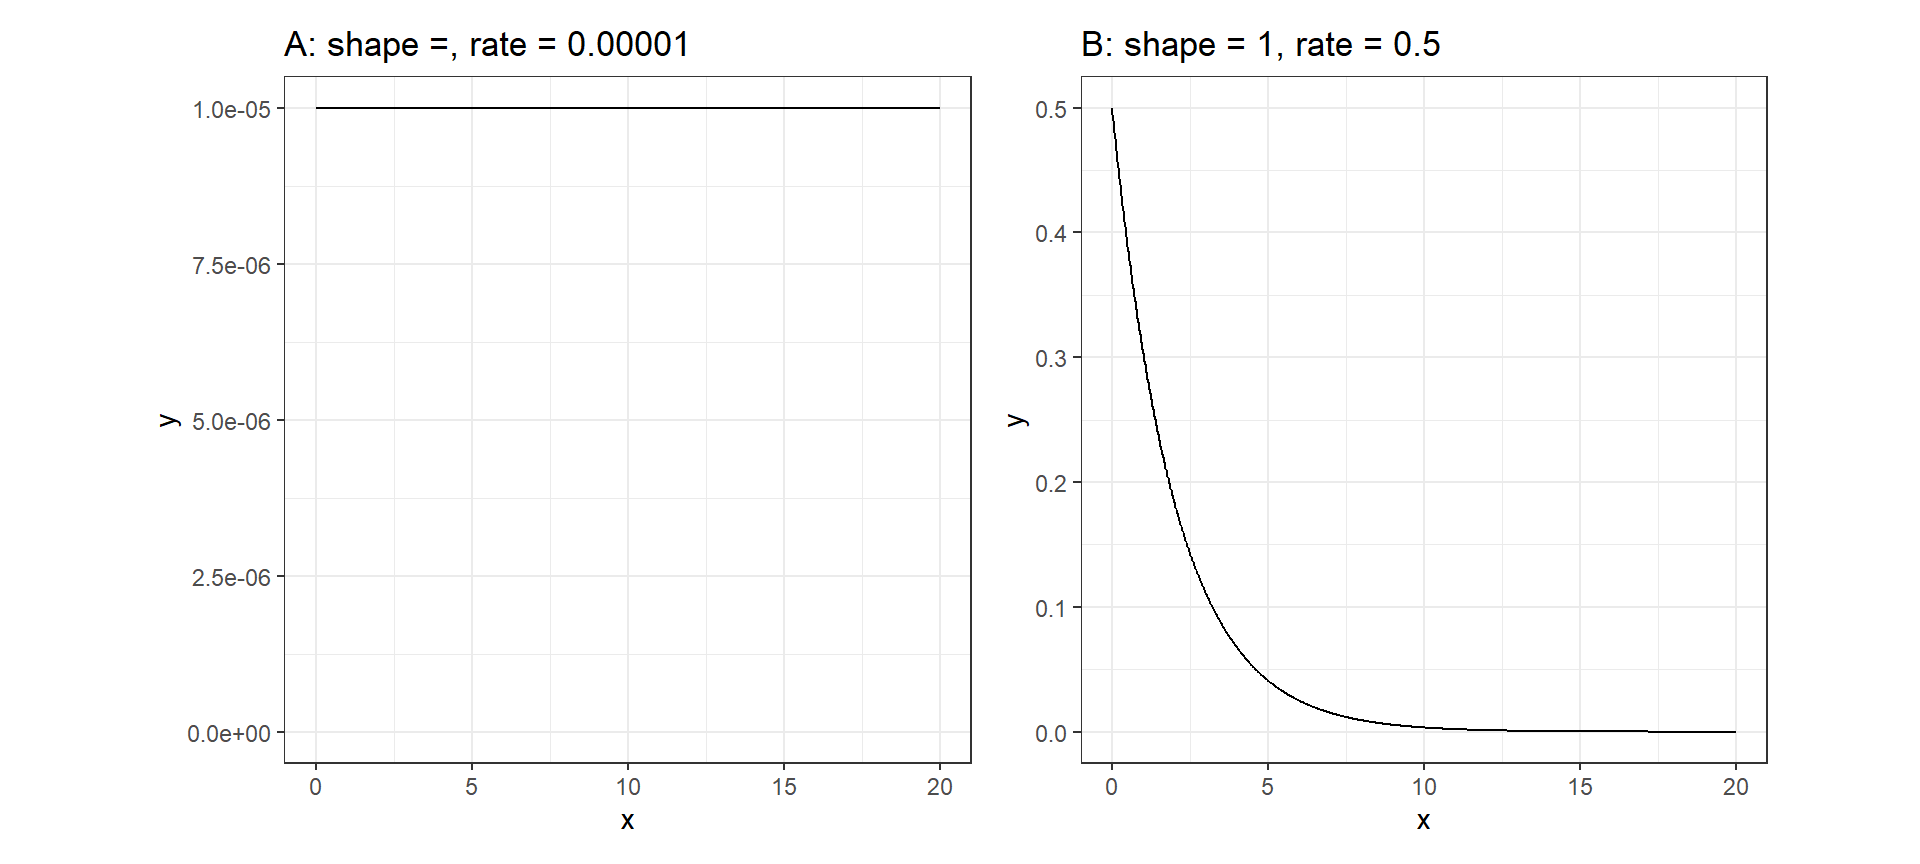 A: shape =, rate = 0.00001
1.0e-05
7.5e-06
5.0e-06
2.5e-06
0.0e+00
y
0 5 10 15 20
x
B: shape = 1, rate = 0.5
0.5
0.4
0.3
0.2
0.1
0.0
y
0 5 10 15 20
x